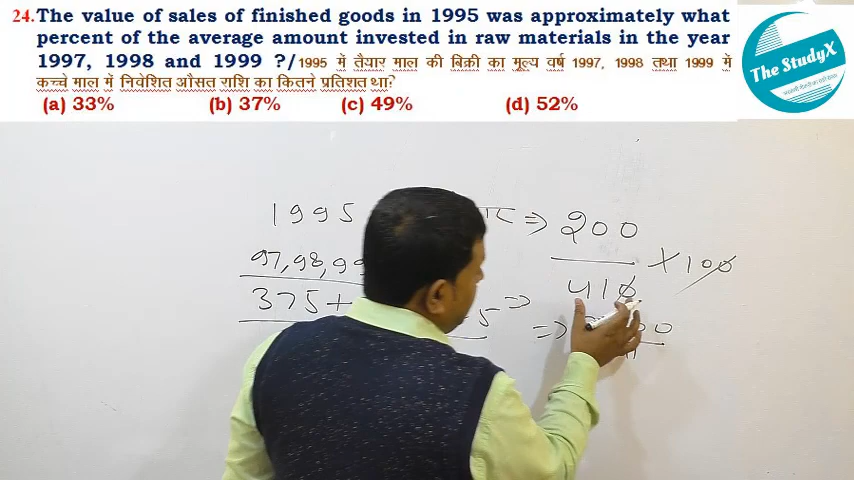 24.The value of sales of finished goods in 1995 was approximately what
percent of the average amount invested in raw materials in the year
1997, 1998 and 1999 ?/1995 में तैयार माल की बिक्री का मूल्य वर्ष 1997, 1998 तथा 1999 में
कच्चे माल में निवेशित औसत राशि का कितने प्रतिशत था?
(a) 33% (b) 37% (c) 49% (d) 52%
The StudyX
1995 ⇒ 200
97,98,99 × 100
410
375+ 5 ⇒
⇒